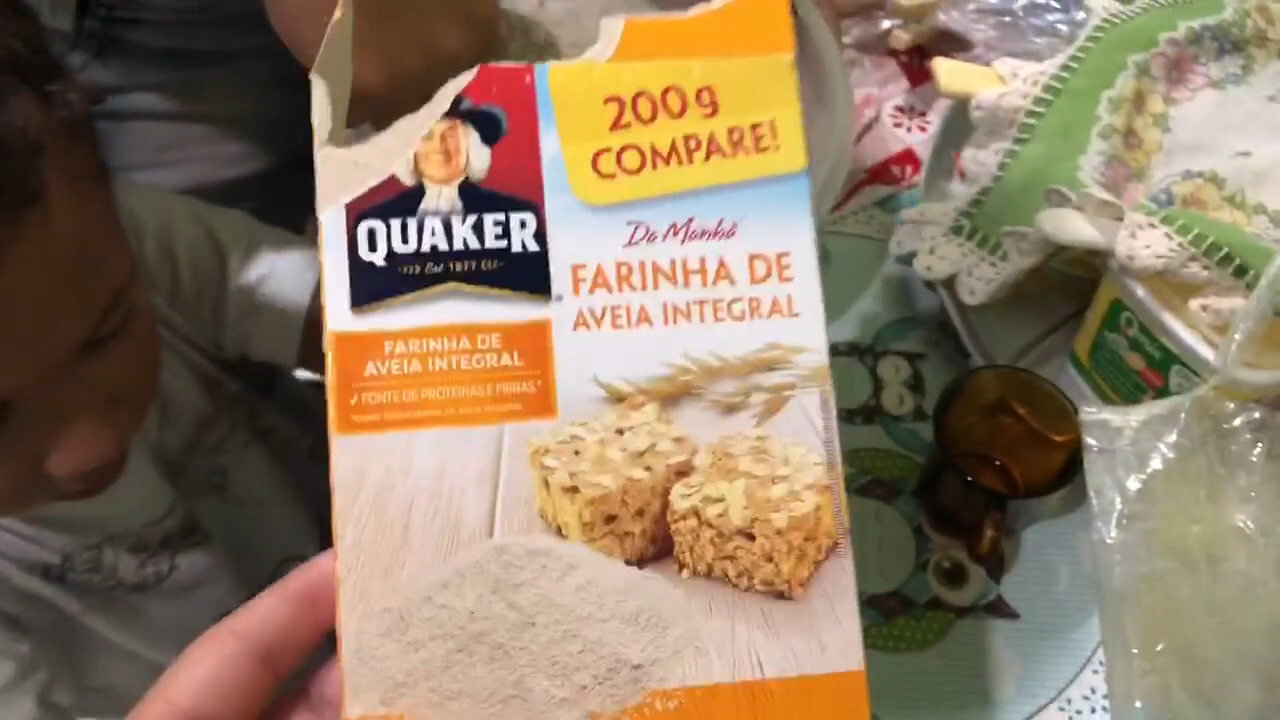 200g
COMPARE!
QUAKER
Da Manhã
FARINHA DE
AVEIA INTEGRAL
FARINHA DE
AVEIA INTEGRAL
✓ FONTE DE PROTEÍNAS E FIBRAS*